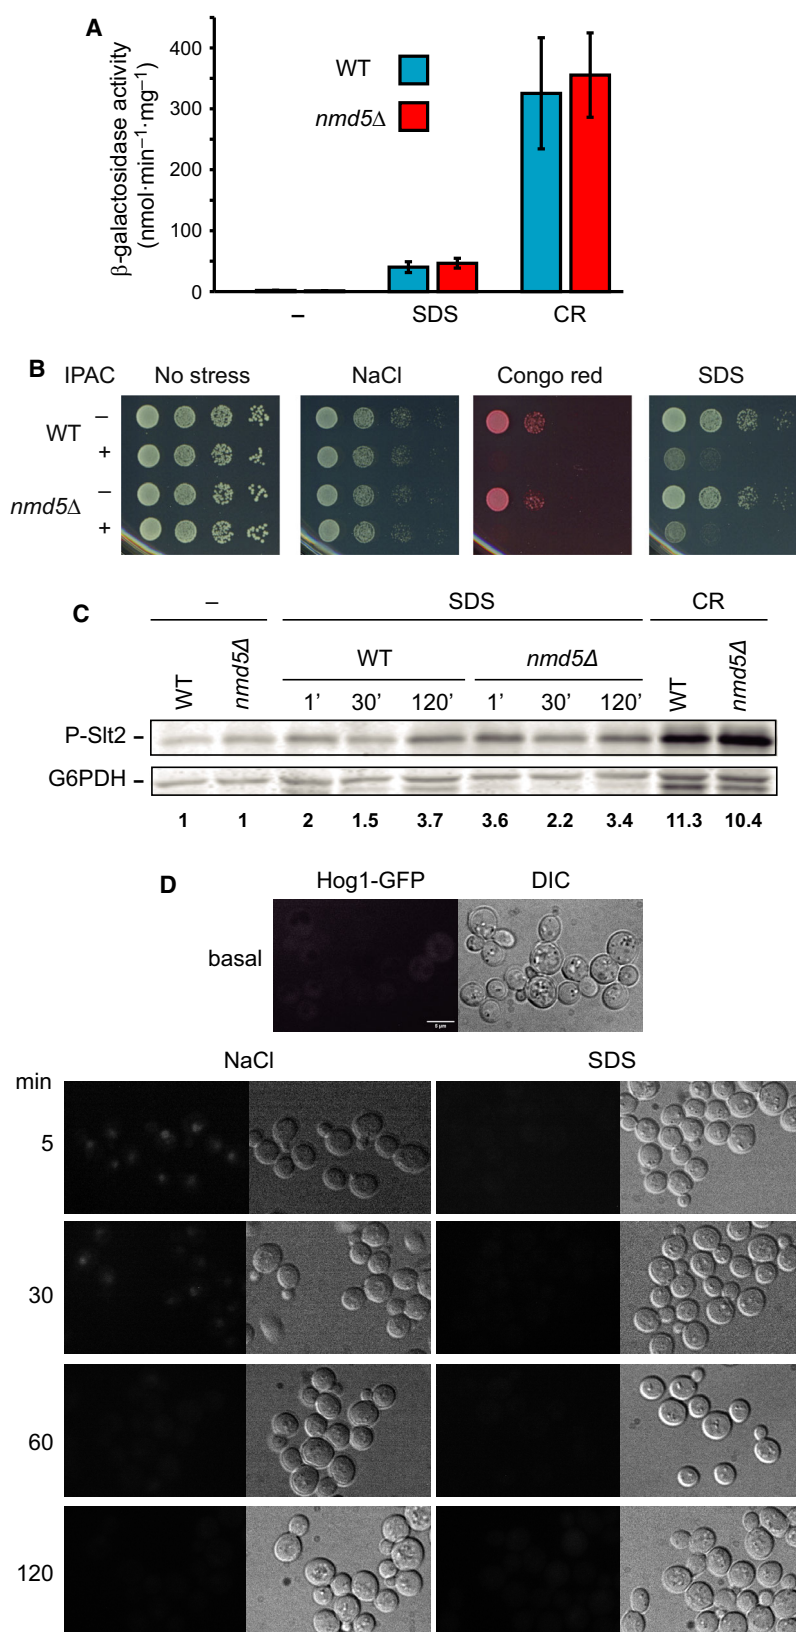 A
β-galactosidase activity
(nmol·min⁻¹·mg⁻¹)
400
300
200
100
0
WT
nmd5Δ
– SDS CR
B IPAC No stress NaCl Congo red SDS
WT
–
+
nmd5Δ
–
+
C – SDS CR
WT nmd5Δ
WT nmd5Δ 1’ 30’ 120’ 1’ 30’ 120’ WT nmd5Δ
P-Slt2 –
G6PDH –
1 1 2 1.5 3.7 3.6 2.2 3.4 11.3 10.4
D Hog1-GFP DIC
basal
5 µm
NaCl SDS
min
5
30
60
120